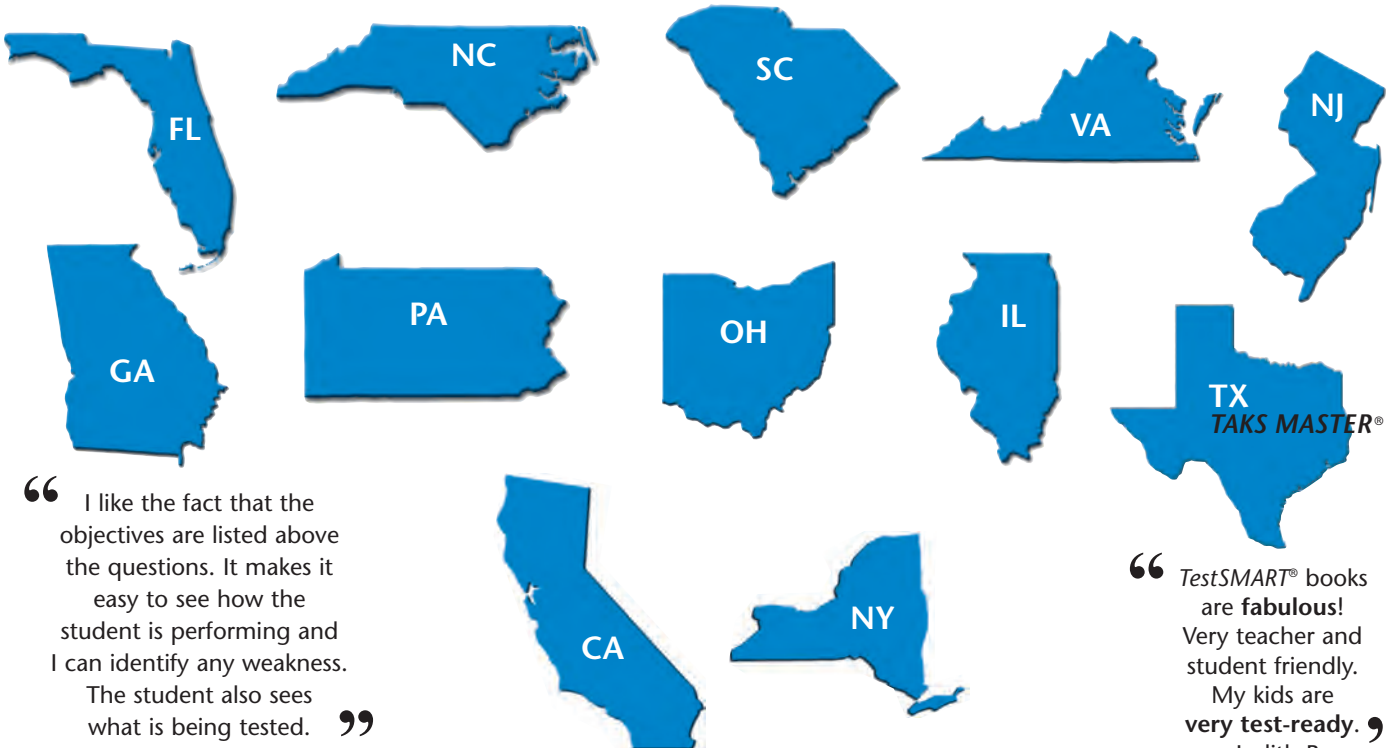 NC
SC
FL
VA
NJ
GA
PA
OH
IL
TX
TAKS MASTER®
“ I like the fact that the
objectives are listed above
the questions. It makes it
easy to see how the
student is performing and
I can identify any weakness.
The student also sees
what is being tested. ”
CA
NY
“ TestSMART® books
are fabulous!
Very teacher and
student friendly.
My kids are
very test-ready. ”